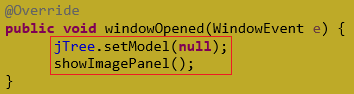 @Override
public void windowOpened(WindowEvent e) {
jTree.setModel(null);
showImagePanel();
}